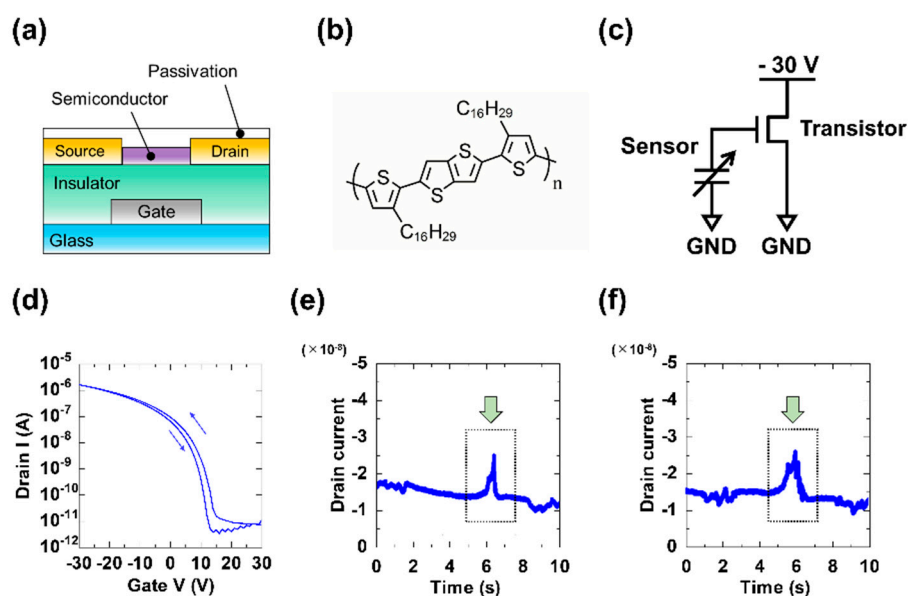 (a)
Passivation
Semiconductor
Source
Drain
Insulator
Gate
Glass
(b)
C16H29
S
S
S
S
n
C16H29
(c)
- 30 V
Transistor
Sensor
GND
GND
(d)
10-5
10-6
10-7
10-8
10-9
10-10
10-11
10-12
Drain I (A)
-30 -20 -10 0 10 20 30
Gate V (V)
(e)
(×10-8)
-5
-4
-3
-2
-1
0
Drain current
0 2 4 6 8 10
Time (s)
(f)
(×10-8)
-5
-4
-3
-2
-1
0
Drain current
0 2 4 6 8 10
Time (s)